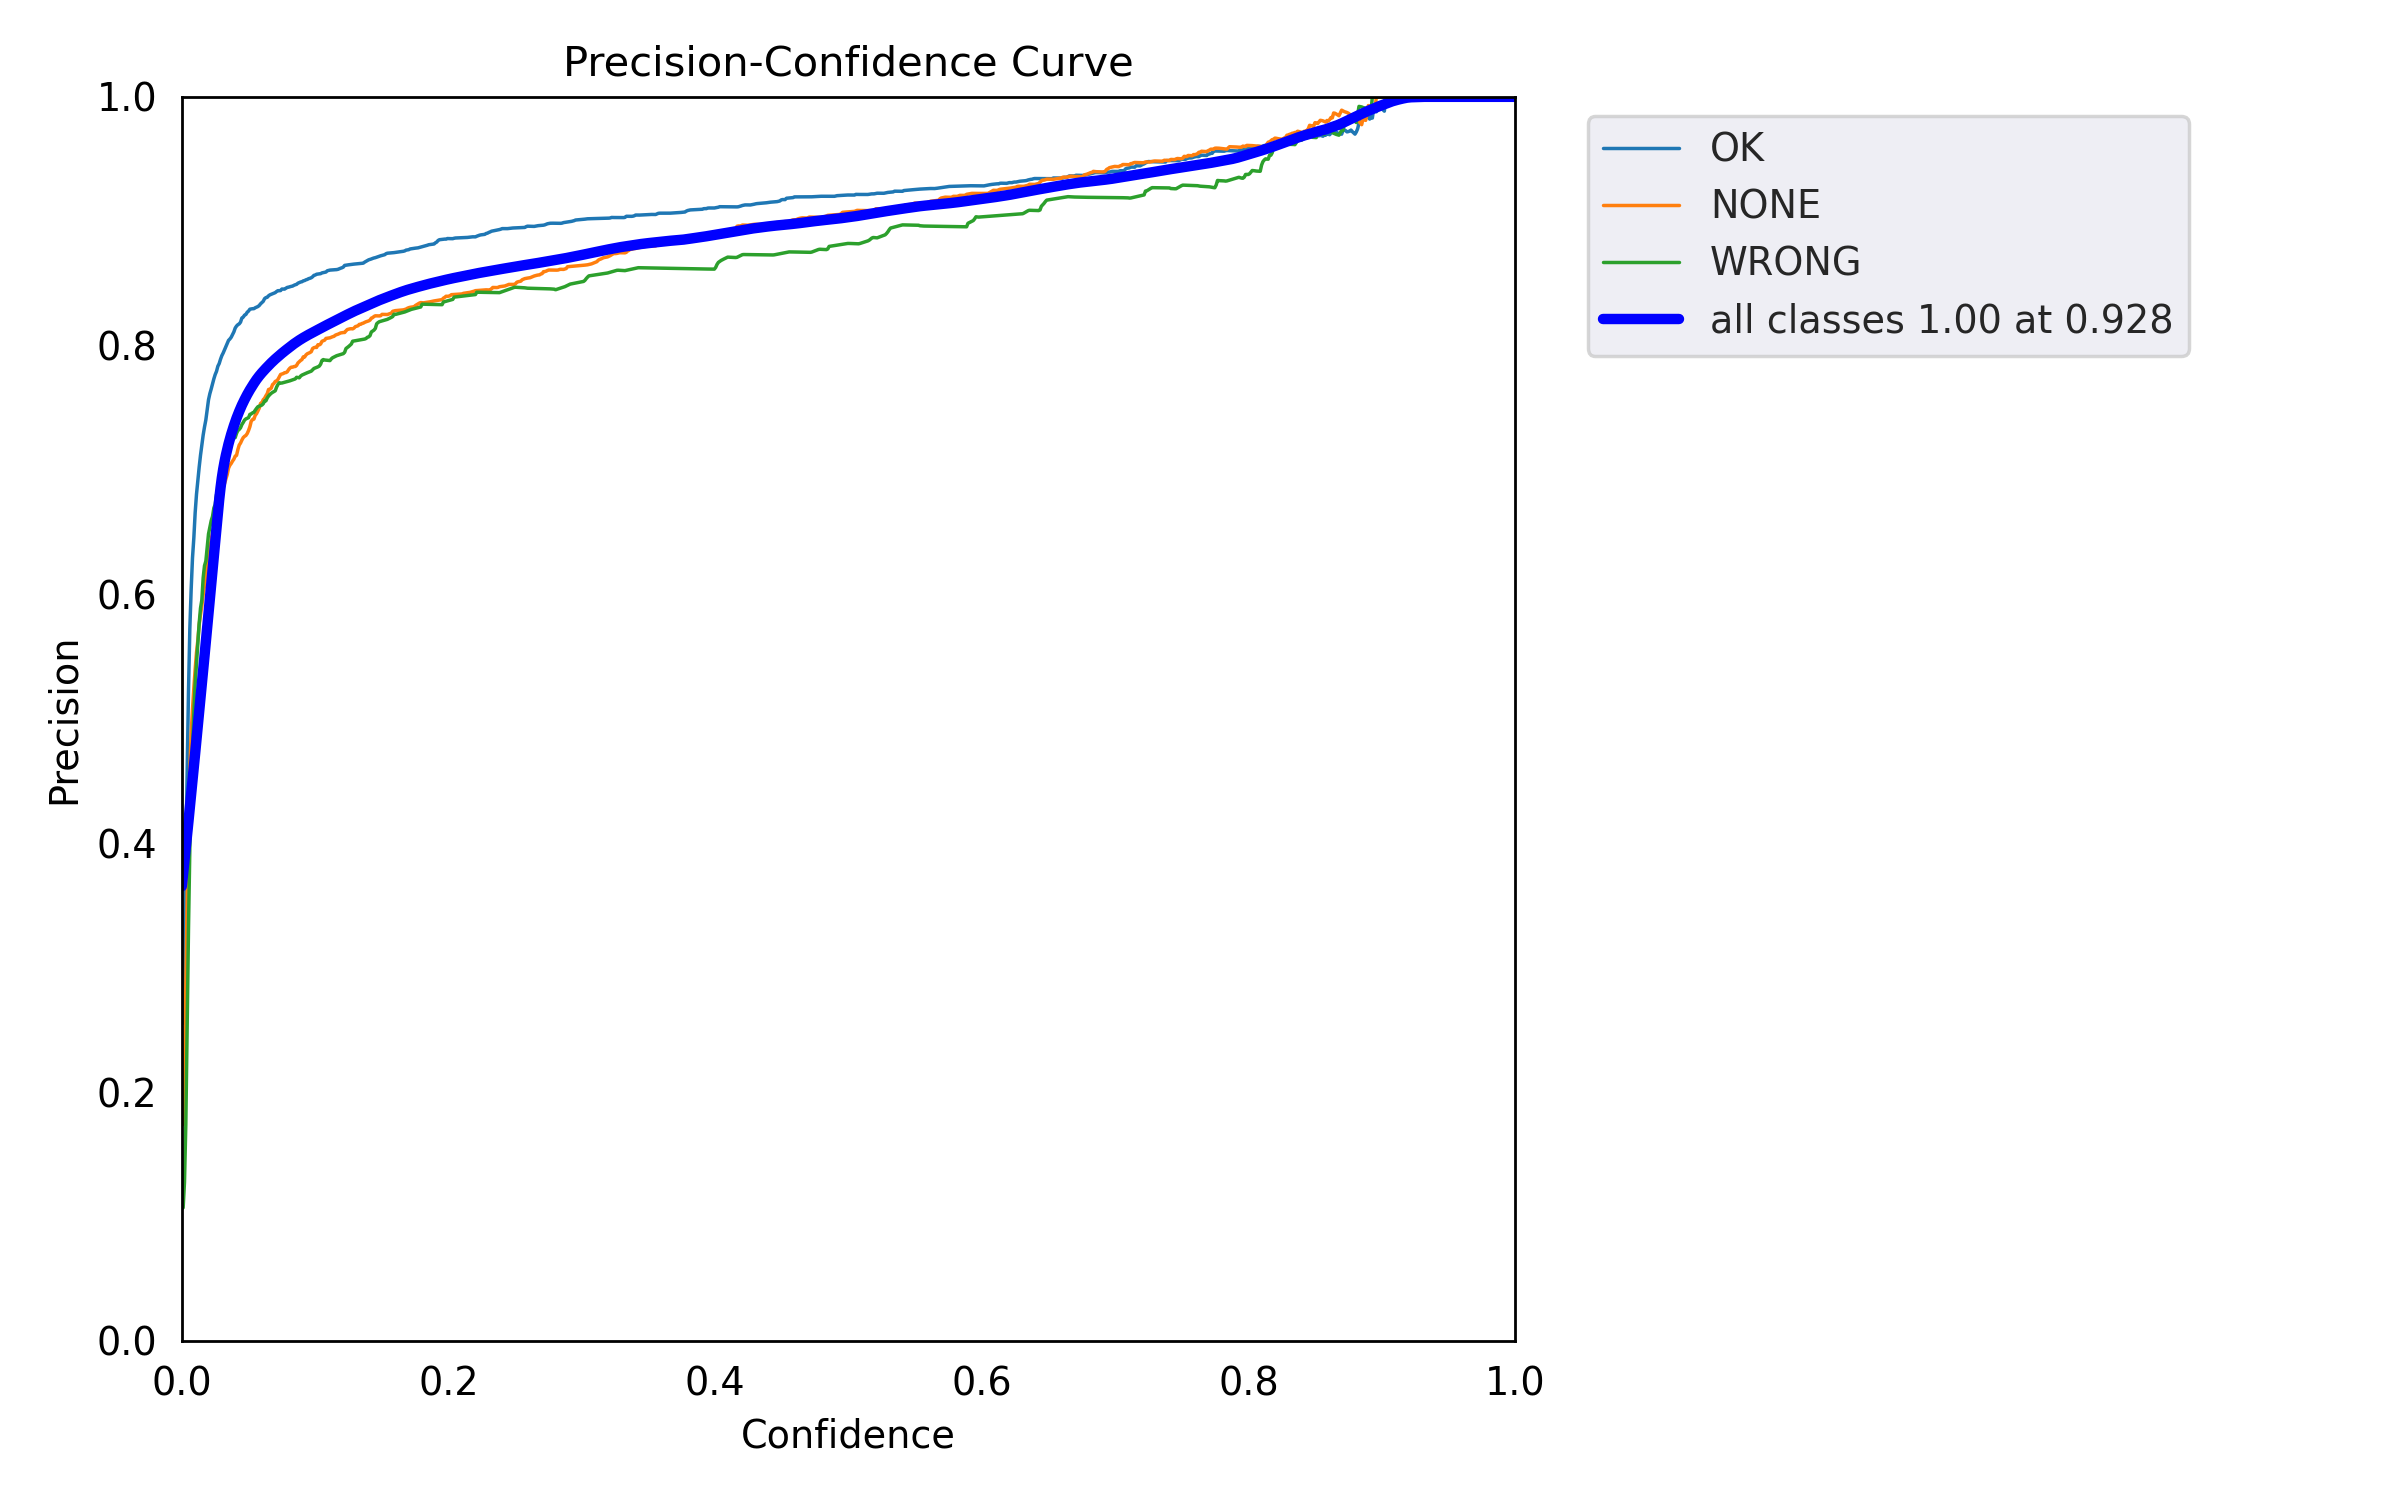 Precision-Confidence Curve
1.0
0.8
0.6
0.4
0.2
0.0
Precision
0.0 0.2 0.4 0.6 0.8 1.0
Confidence
OK
NONE
WRONG
all classes 1.00 at 0.928